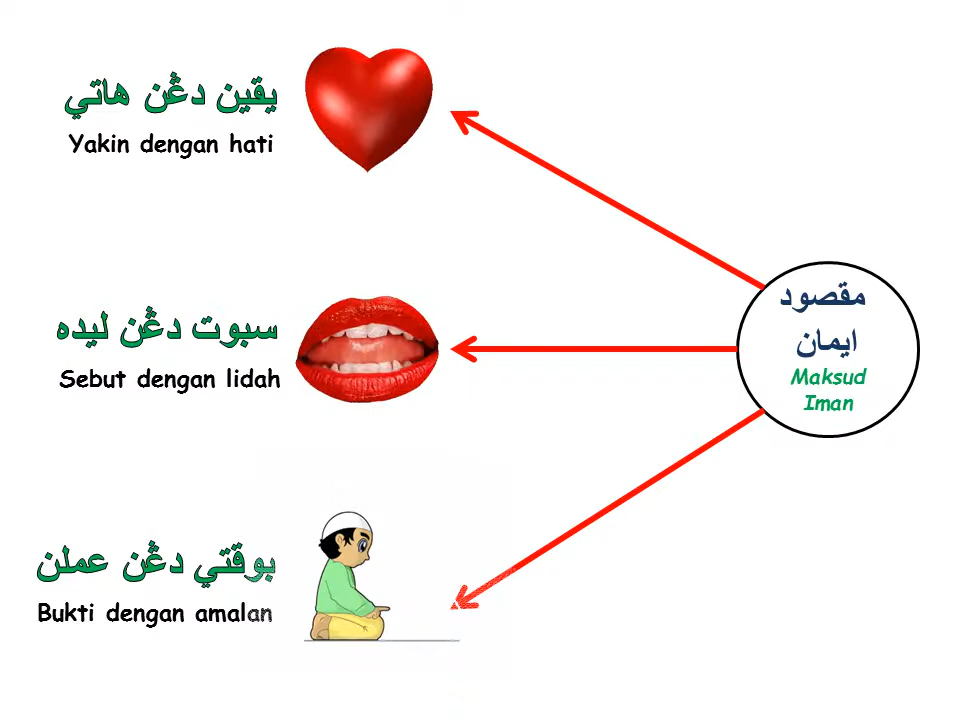 يقين دڠن هاتي
Yakin dengan hati
سبوت دڠن ليده
Sebut dengan lidah
بوقتي دڠن عملن
Bukti dengan amalan
مقصود
ايمان
Maksud
Iman